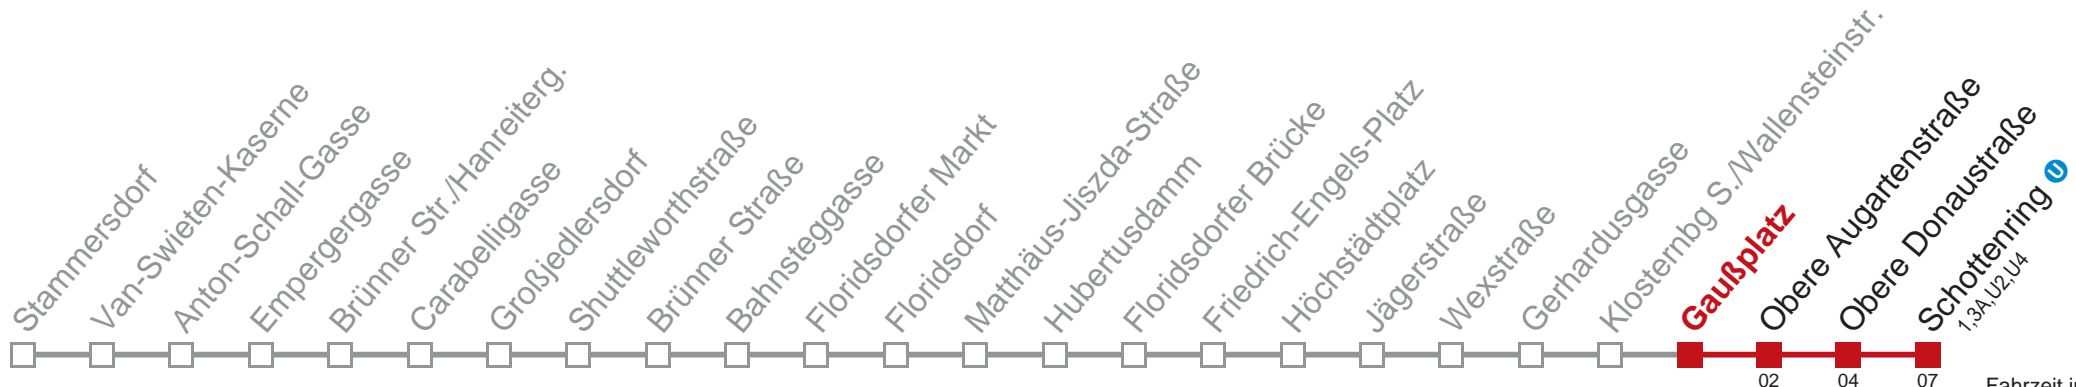 Stammersdorf
Van-Swieten-Kaserne
Anton-Schall-Gasse
Empergergasse
Brünner Str./Hanreiterg.
Carabelligasse
Großjedlersdorf
Shuttleworthstraße
Brünner Straße
Bahnsteggasse
Floridsdorfer Markt
Floridsdorf
Matthäus-Jiszda-Straße
Hubertusdamm
Floridsdorfer Brücke
Friedrich-Engels-Platz
Höchstädtplatz
Jägerstraße
Wexstraße
Gerhardusgasse
Klosternbg S./Wallensteinstr.
Gaußplatz
Obere Augartenstraße
Obere Donaustraße
Schottenring U
1,3A,U2,U4
02 04 07
Fahrzeit